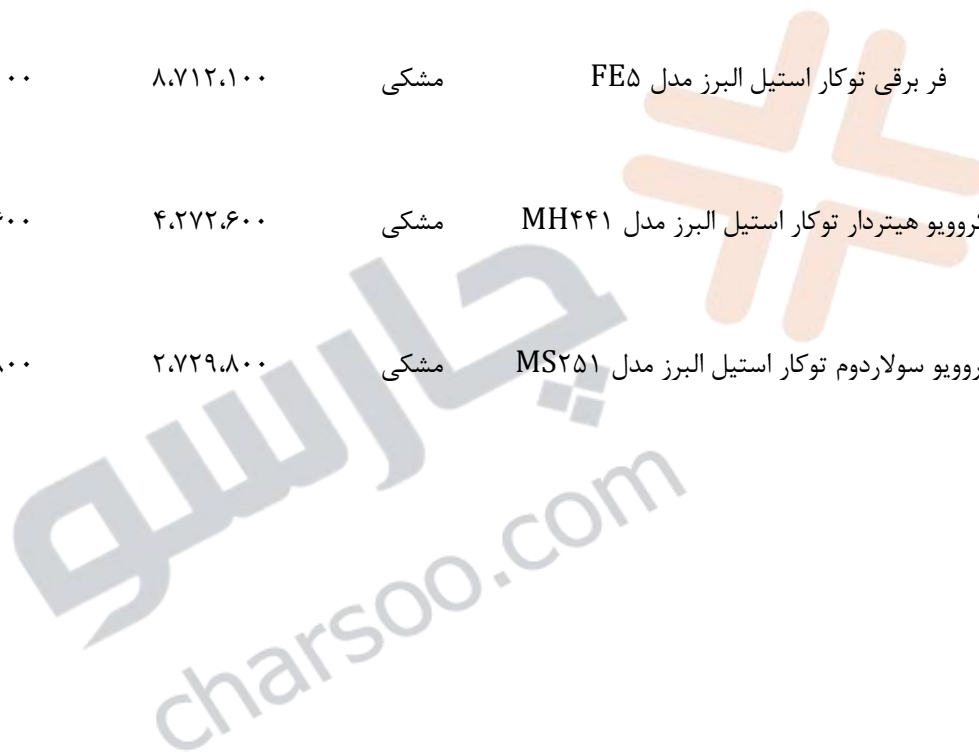 فر برقی توکار استیل البرز مدل FE۵ مشکی ۸،۷۱۲،۱۰۰
هیتردار توکار استیل البرز مدل MH۴۴۱ مشکی ۴،۲۷۲،۶۰۰
سولاردوم توکار استیل البرز مدل MS۲۵۱ مشکی ۲،۷۲۹،۸۰۰
چارسو
charsoo.com